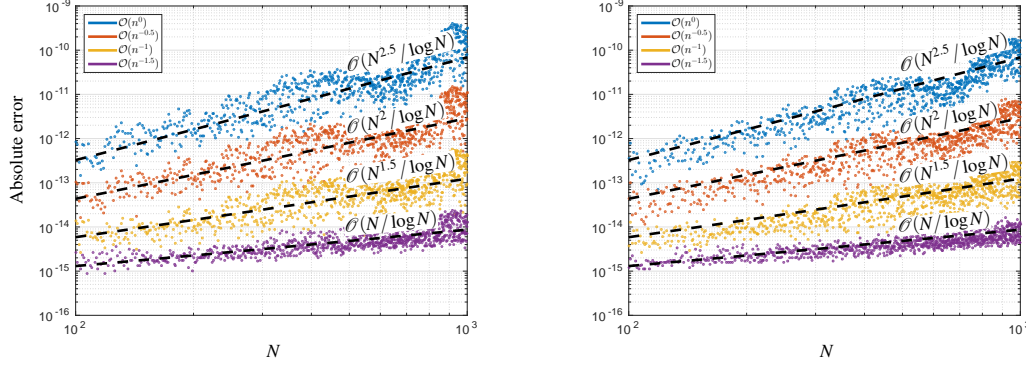 10^-9
10^-10
10^-11
10^-12
10^-13
10^-14
10^-15
10^-16
Absolute error
O(n^0)
O(n^-0.5)
O(n^-1)
O(n^-1.5)
O(N^2.5 / log N)
O(N^2 / log N)
O(N^1.5 / log N)
O(N / log N)
10^2
10^3
N
10^-9
10^-10
10^-11
10^-12
10^-13
10^-14
10^-15
10^-16
O(n^0)
O(n^-0.5)
O(n^-1)
O(n^-1.5)
O(N^2.5 / log N)
O(N^2 / log N)
O(N^1.5 / log N)
O(N / log N)
10^2
10^3
N